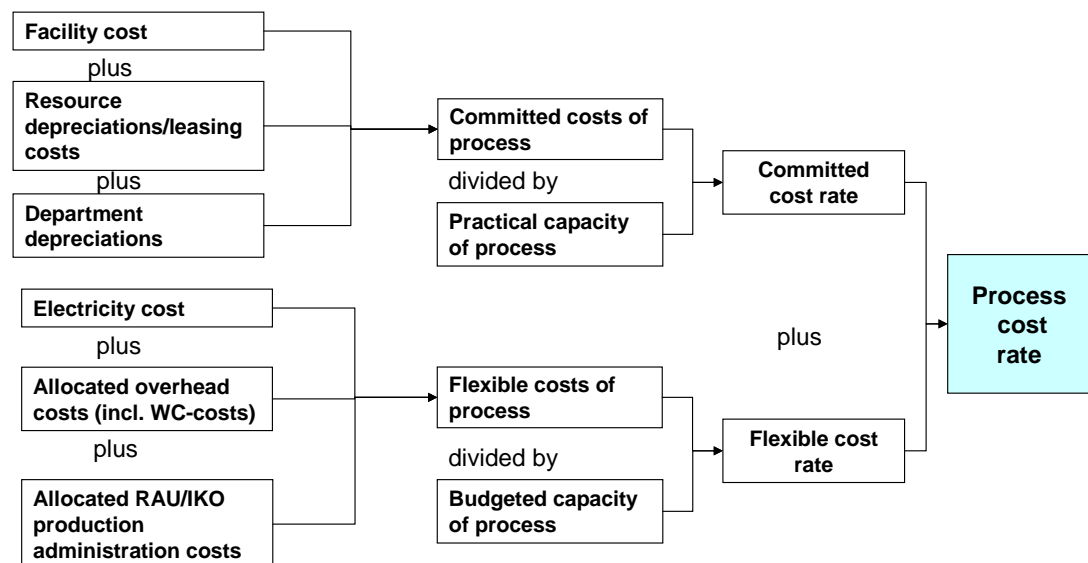 Facility cost
plus
Resource
depreciations/leasing
costs
plus
Department
depreciations
Committed costs of
process
divided by
Practical capacity
of process
Committed
cost rate
Electricity cost
plus
Allocated overhead
costs (incl. WC-costs)
plus
Allocated RAU/IKO
production
administration costs
Flexible costs of
process
divided by
Budgeted capacity
of process
Flexible cost
rate
plus
Process
cost
rate